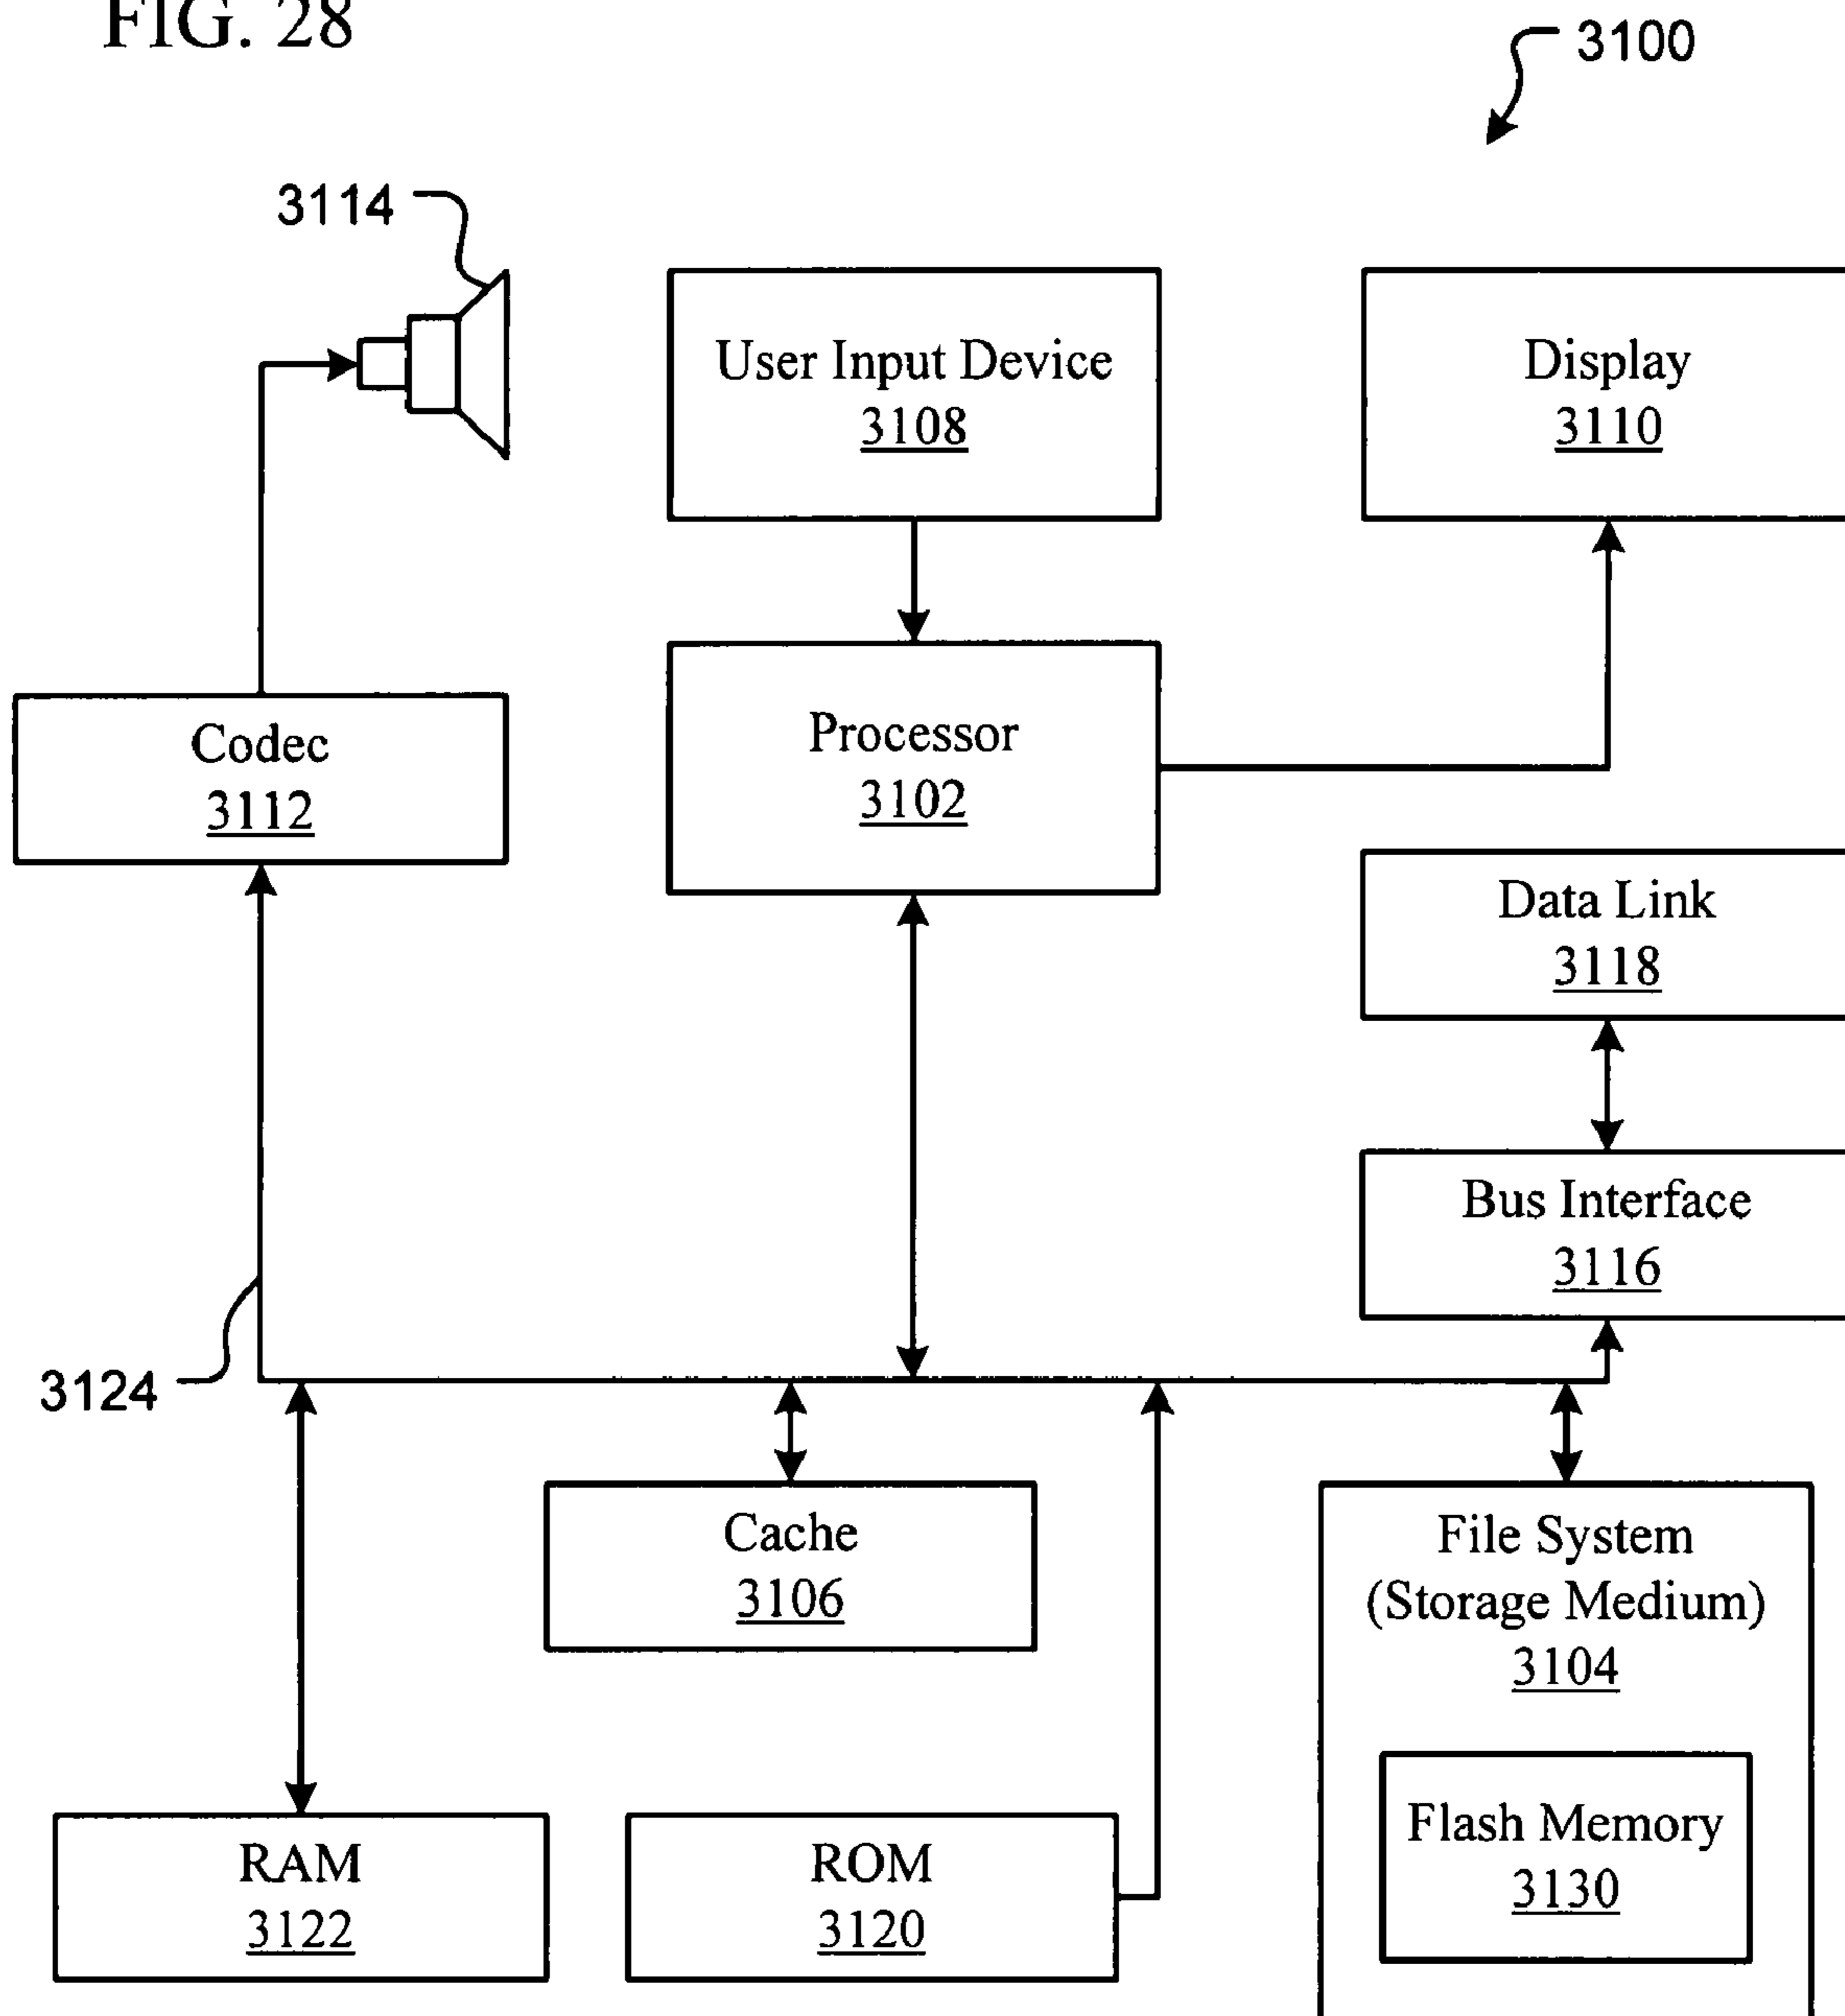 FIG. 28
3100
3114
User Input Device
3108
Display
3110
Codec
3112
Processor
3102
Data Link
3118
Bus Interface
3116
3124
Cache
3106
File System
(Storage Medium)
3104
Flash Memory
3130
RAM
3122
ROM
3120